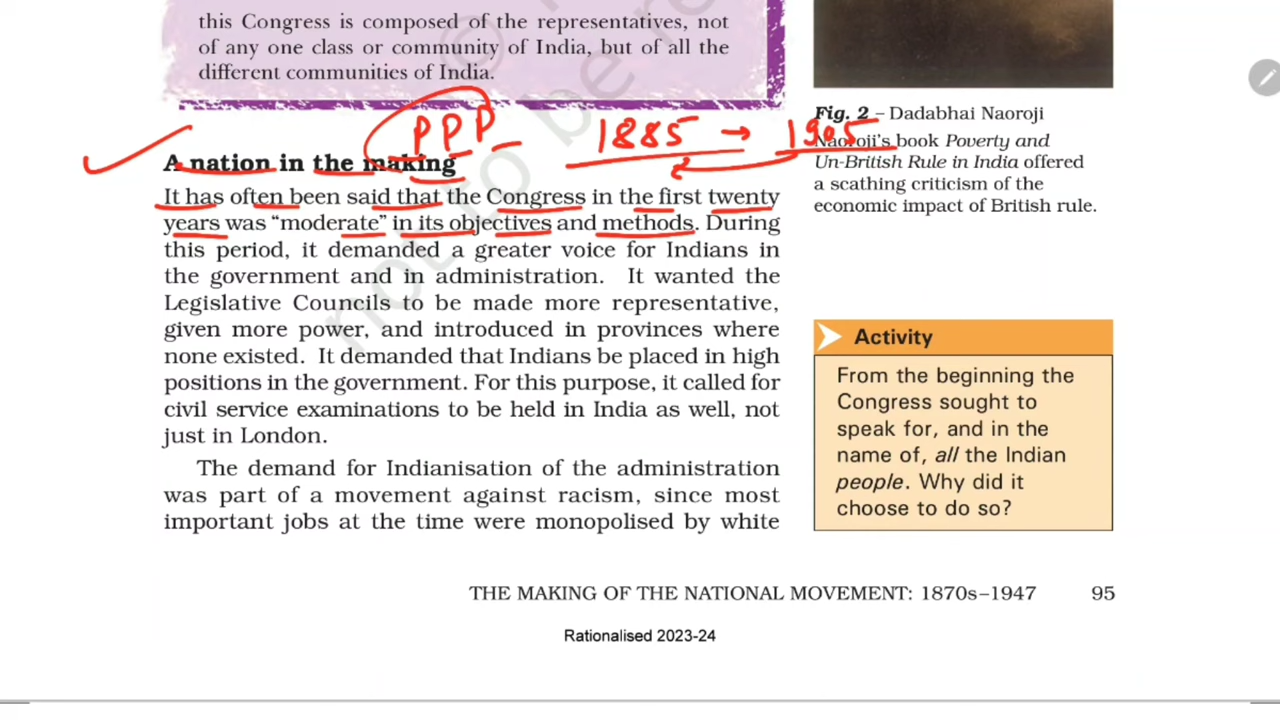 this Congress is composed of the representatives, not
of any one class or community of India, but of all the
different communities of India.
PPP
1885 → 1905
A nation in the making
It has often been said that the Congress in the first twenty
years was “moderate” in its objectives and methods. During
this period, it demanded a greater voice for Indians in
the government and in administration. It wanted the
Legislative Councils to be made more representative,
given more power, and introduced in provinces where
none existed. It demanded that Indians be placed in high
positions in the government. For this purpose, it called for
civil service examinations to be held in India as well, not
just in London.
The demand for Indianisation of the administration
was part of a movement against racism, since most
important jobs at the time were monopolised by white
Fig. 2 – Dadabhai Naoroji
Naoroji’s book Poverty and
Un-British Rule in India offered
a scathing criticism of the
economic impact of British rule.
Activity
From the beginning the
Congress sought to
speak for, and in the
name of, all the Indian
people. Why did it
choose to do so?
THE MAKING OF THE NATIONAL MOVEMENT: 1870s–1947 95
Rationalised 2023-24
not to be re